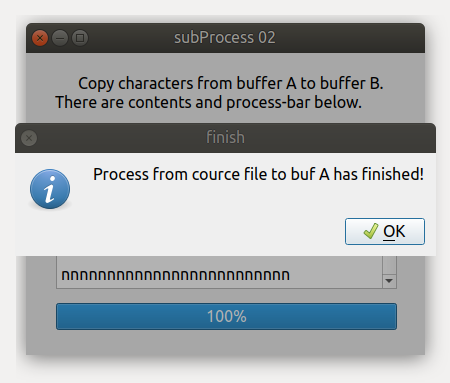 subProcess 02
Copy characters from buffer A to buffer B.
There are contents and process-bar below.
finish
Process from cource file to buf A has finished!
OK
nnnnnnnnnnnnnnnnnnnnnnnnn
100%